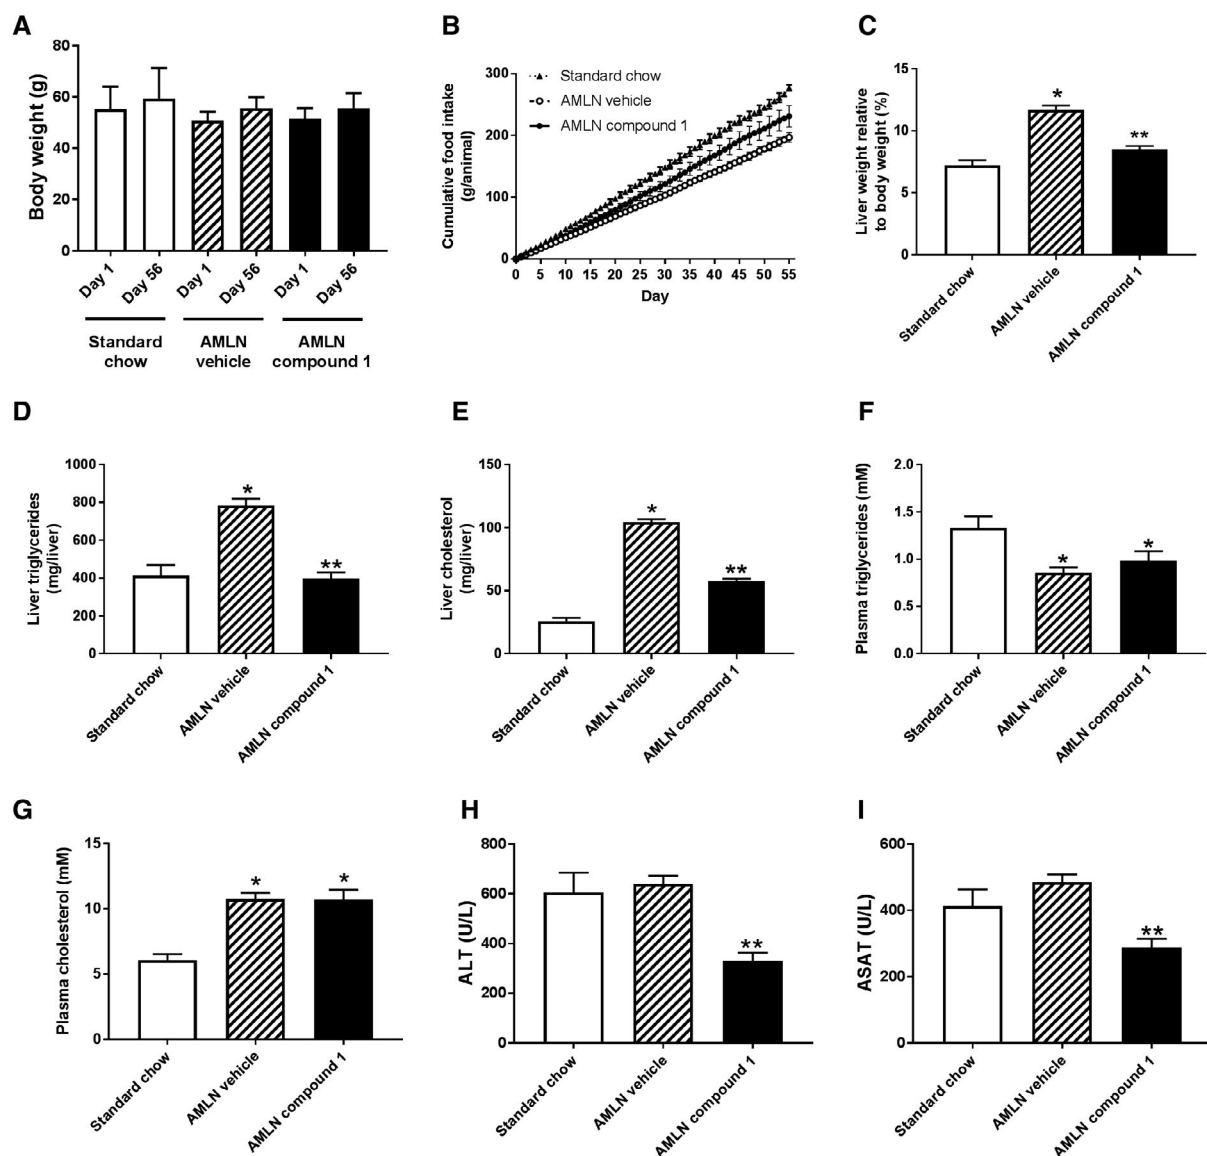 A
Body weight (g)
80
60
40
20
0
Day 1
Day 56
Day 1
Day 56
Day 1
Day 56
Standard
chow
AMLN
vehicle
AMLN
compound 1
B
Cumulative food intake
(g/animal)
300
200
100
0
Standard chow
AMLN vehicle
AMLN compound 1
0 5 10 15 20 25 30 35 40 45 50 55
Day
C
Liver weight relative
to body weight (%)
15
10
5
0
*
**
Standard chow
AMLN vehicle
AMLN compound 1
D
Liver triglycerides
(mg/liver)
1000
800
600
400
200
0
*
**
Standard chow
AMLN vehicle
AMLN compound 1
E
Liver cholesterol
(mg/liver)
150
100
50
0
*
**
Standard chow
AMLN vehicle
AMLN compound 1
F
Plasma triglycerides (mM)
2.0
1.5
1.0
0.5
0.0
*
*
Standard chow
AMLN vehicle
AMLN compound 1
G
Plasma cholesterol (mM)
15
10
5
0
*
*
Standard chow
AMLN vehicle
AMLN compound 1
H
ALT (U/L)
800
600
400
200
0
**
Standard chow
AMLN vehicle
AMLN compound 1
I
ASAT (U/L)
600
400
200
0
**
Standard chow
AMLN vehicle
AMLN compound 1